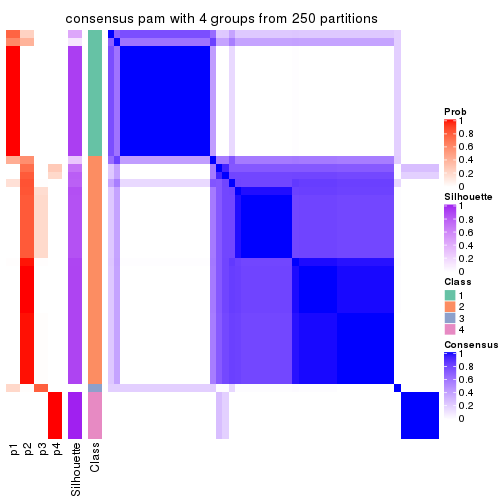 consensus pam with 4 groups from 250 partitions
Prob
1
0.8
0.6
0.4
0.2
0
Silhouette
1
0.8
0.6
0.4
0.2
0
Class
1
2
3
4
Consensus
1
0.8
0.6
0.4
0.2
0
p1
p2
p3
p4
Silhouette
Class